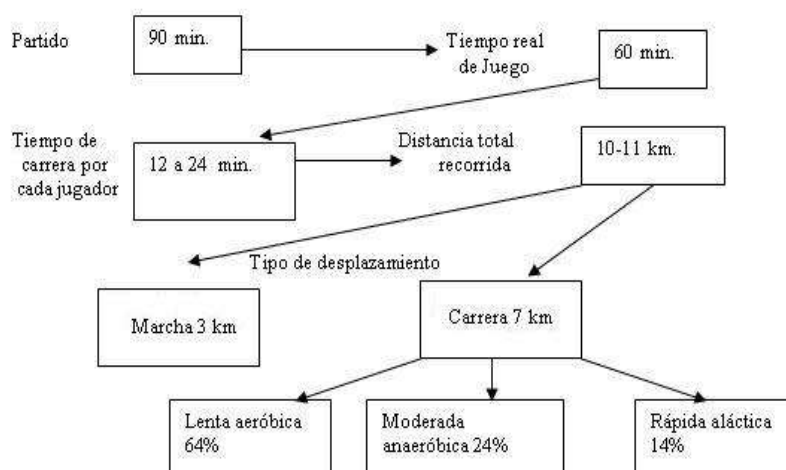 Partido
90 min.
Tiempo real
de Juego
60 min.
Tiempo de
carrera por
cada jugador
12 a 24 min.
Distancia total
recorrida
10-11 km.
Tipo de desplazamiento
Marcha 3 km
Carrera 7 km
Lenta aeróbica
64%
Moderada
anaeróbica 24%
Rápida aláctica
14%